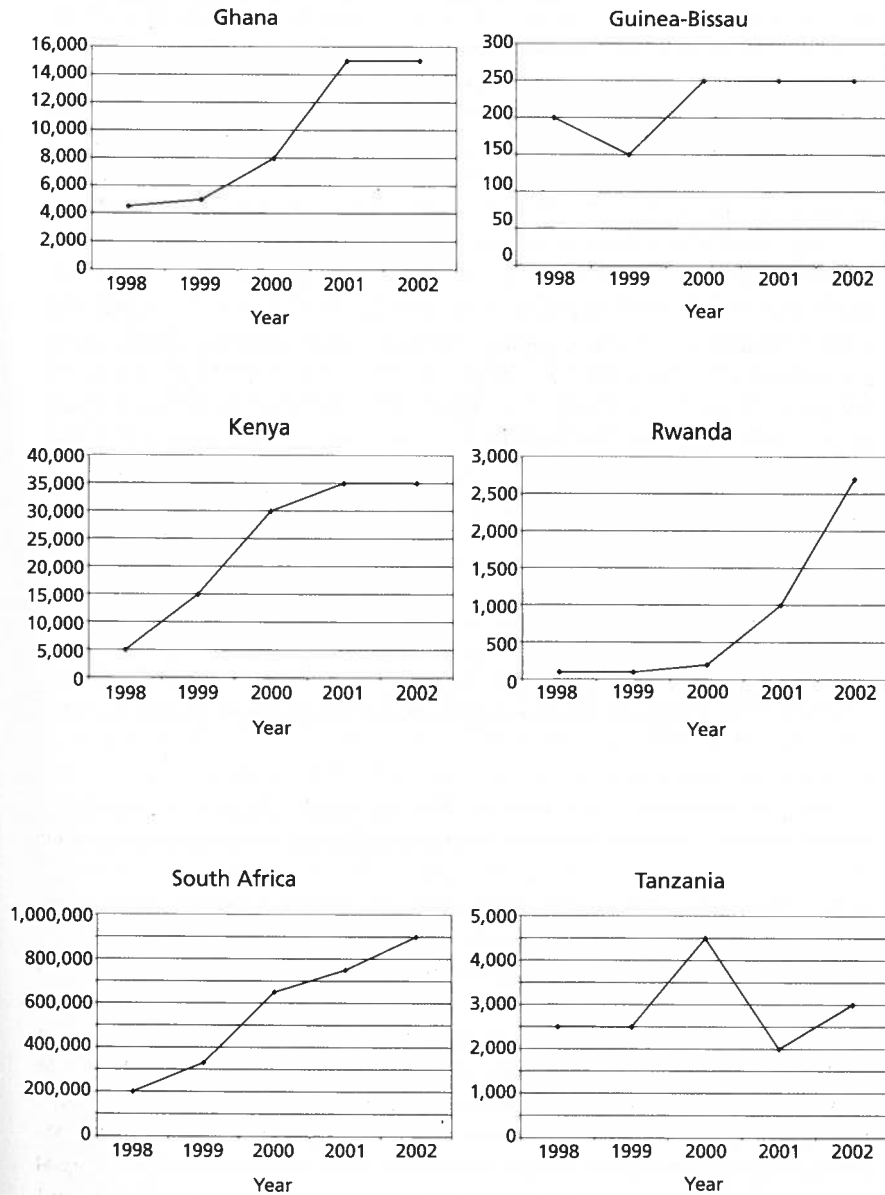 Ghana
16,000
14,000
12,000
10,000
8,000
6,000
4,000
2,000
0
1998 1999 2000 2001 2002
Year
Guinea-Bissau
300
250
200
150
100
50
0
1998 1999 2000 2001 2002
Year
Kenya
40,000
35,000
30,000
25,000
20,000
15,000
10,000
5,000
0
1998 1999 2000 2001 2002
Year
Rwanda
3,000
2,500
2,000
1,500
1,000
500
0
1998 1999 2000 2001 2002
Year
South Africa
1,000,000
800,000
600,000
400,000
200,000
0
1998 1999 2000 2001 2002
Year
Tanzania
5,000
4,000
3,000
2,000
1,000
0
1998 1999 2000 2001 2002
Year